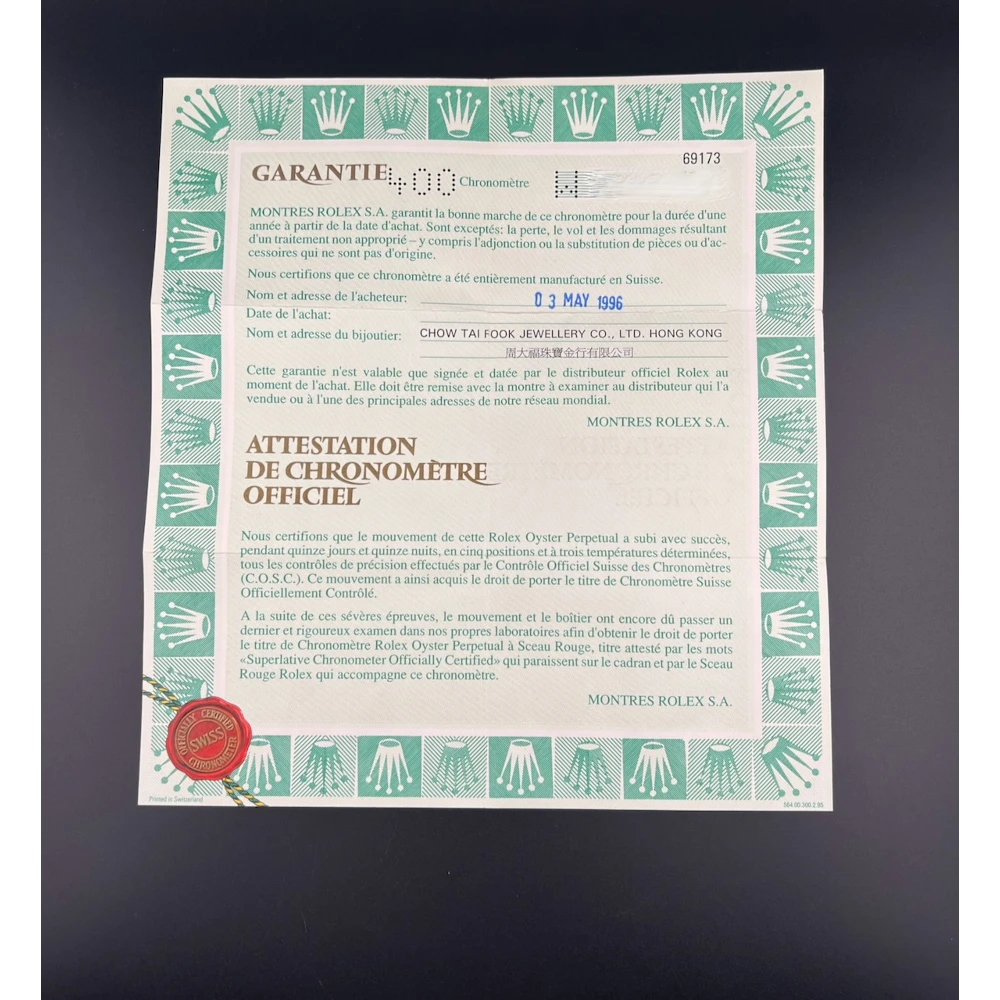 69173
GARANTIE 400 Chronomètre W
MONTRES ROLEX S.A. garantit la bonne marche de ce chronomètre pour la durée d'une
année à partir de la date d'achat. Sont exceptés: la perte, le vol et les dommages résultant
d'un traitement non approprié – y compris l'adjonction ou la substitution de pièces ou d'ac-
cessoires qui ne sont pas d'origine.
Nous certifions que ce chronomètre a été entièrement manufacturé en Suisse.
Nom et adresse de l'acheteur:
03 MAY 1996
Date de l'achat:
Nom et adresse du bijoutier: CHOW TAI FOOK JEWELLERY CO., LTD. HONG KONG
周大福珠寶金行有限公司
Cette garantie n'est valable que signée et datée par le distributeur officiel Rolex au
moment de l'achat. Elle doit être remise avec la montre à examiner au distributeur qui l'a
vendue ou à l'une des principales adresses de notre réseau mondial.
MONTRES ROLEX S.A.
ATTESTATION
DE CHRONOMÈTRE
OFFICIEL
Nous certifions que le mouvement de cette Rolex Oyster Perpetual a subi avec succès,
pendant quinze jours et quinze nuits, en cinq positions et à trois températures déterminées,
tous les contrôles de précision effectués par le Contrôle Officiel Suisse des Chronomètres
(C.O.S.C.). Ce mouvement a ainsi acquis le droit de porter le titre de Chronomètre Suisse
Officiellement Contrôlé.
A la suite de ces sévères épreuves, le mouvement et le boîtier ont encore dû passer un
dernier et rigoureux examen dans nos propres laboratoires afin d'obtenir le droit de porter
le titre de Chronomètre Rolex Oyster Perpetual à Sceau Rouge, titre attesté par les mots
«Superlative Chronometer Officially Certified» qui paraissent sur le cadran et par le Sceau
Rouge Rolex qui accompagne ce chronomètre.
MONTRES ROLEX S.A.
OFFICIALLY CERTIFIED
SWISS
CHRONOMETER
Printed in Switzerland
564.00.300.2.95